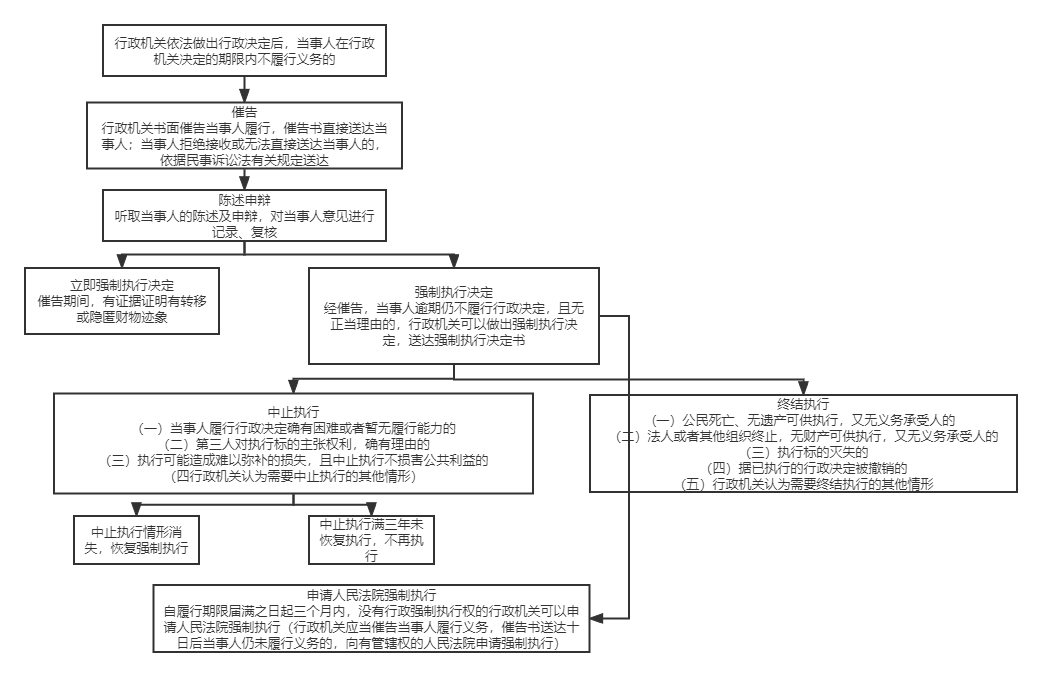 行政机关依法做出行政决定后，当事人在行政
机关决定的期限内不履行义务的
催告
行政机关书面催告当事人履行，催告书直接送达当
事人；当事人拒绝接收或无法直接送达当事人的，
依据民事诉讼法有关规定送达
陈述申辩
听取当事人的陈述及申辩，对当事人意见进行
记录、复核
立即强制执行决定
催告期间，有证据证明有转移
或隐匿财物迹象
强制执行决定
经催告，当事人逾期仍不履行行政决定，且无
正当理由的，行政机关可以做出强制执行决
定，送达强制执行决定书
中止执行
（一）当事人履行行政决定确有困难或者暂无履行能力的
（二）第三人对执行标的主张权利，确有理由的
（三）执行可能造成难以弥补的损失，且中止执行不损害公共利益的
（四行政机关认为需要中止执行的其他情形）
终结执行
（一）公民死亡、无遗产可供执行，又无义务承受人的
（二）法人或者其他组织终止，无财产可供执行，又无义务承受人的
（三）执行标的灭失的
（四）据已执行的行政决定被撤销的
（五）行政机关认为需要终结执行的其他情形
中止执行情形消
失，恢复强制执行
中止执行满三年未
恢复执行，不再执
行
申请人民法院强制执行
自履行期限届满之日起三个月内，没有行政强制执行权的行政机关可以申
请人民法院强制执行（行政机关应当催告当事人履行义务，催告书送达十
日后当事人仍未履行义务的，向有管辖权的人民法院申请强制执行）